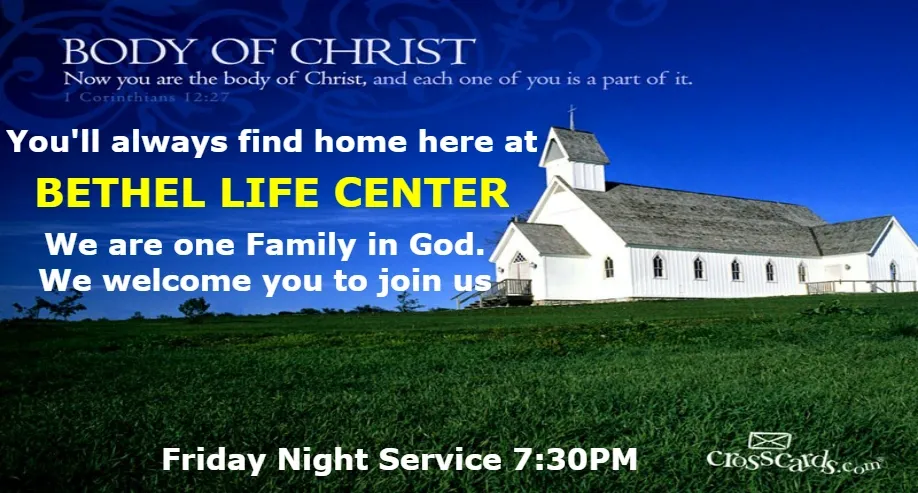 BODY OF CHRIST
Now you are the body of Christ, and each one of you is a part of it.
1 Corinthians 12:27
You'll always find home here at
BETHEL LIFE CENTER
We are one Family in God.
We welcome you to join us.
Friday Night Service 7:30PM
crosscards.com®